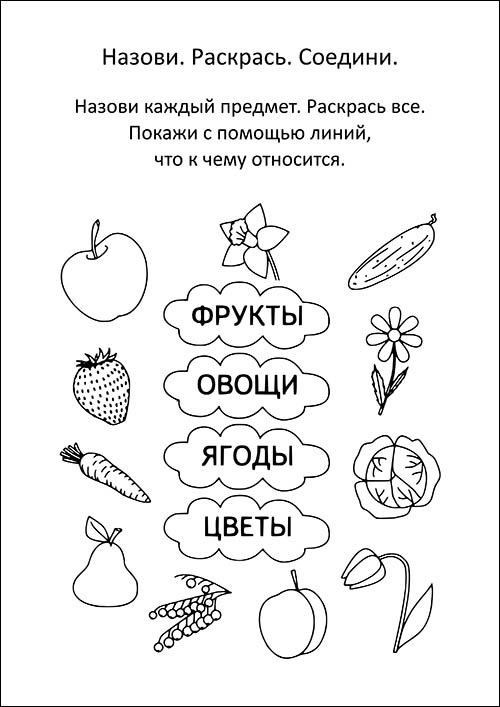 Назови. Раскрась. Соедини.
Назови каждый предмет. Раскрась все.
Покажи с помощью линий,
что к чему относится.
ФРУКТЫ
ОВОЩИ
ЯГОДЫ
ЦВЕТЫ